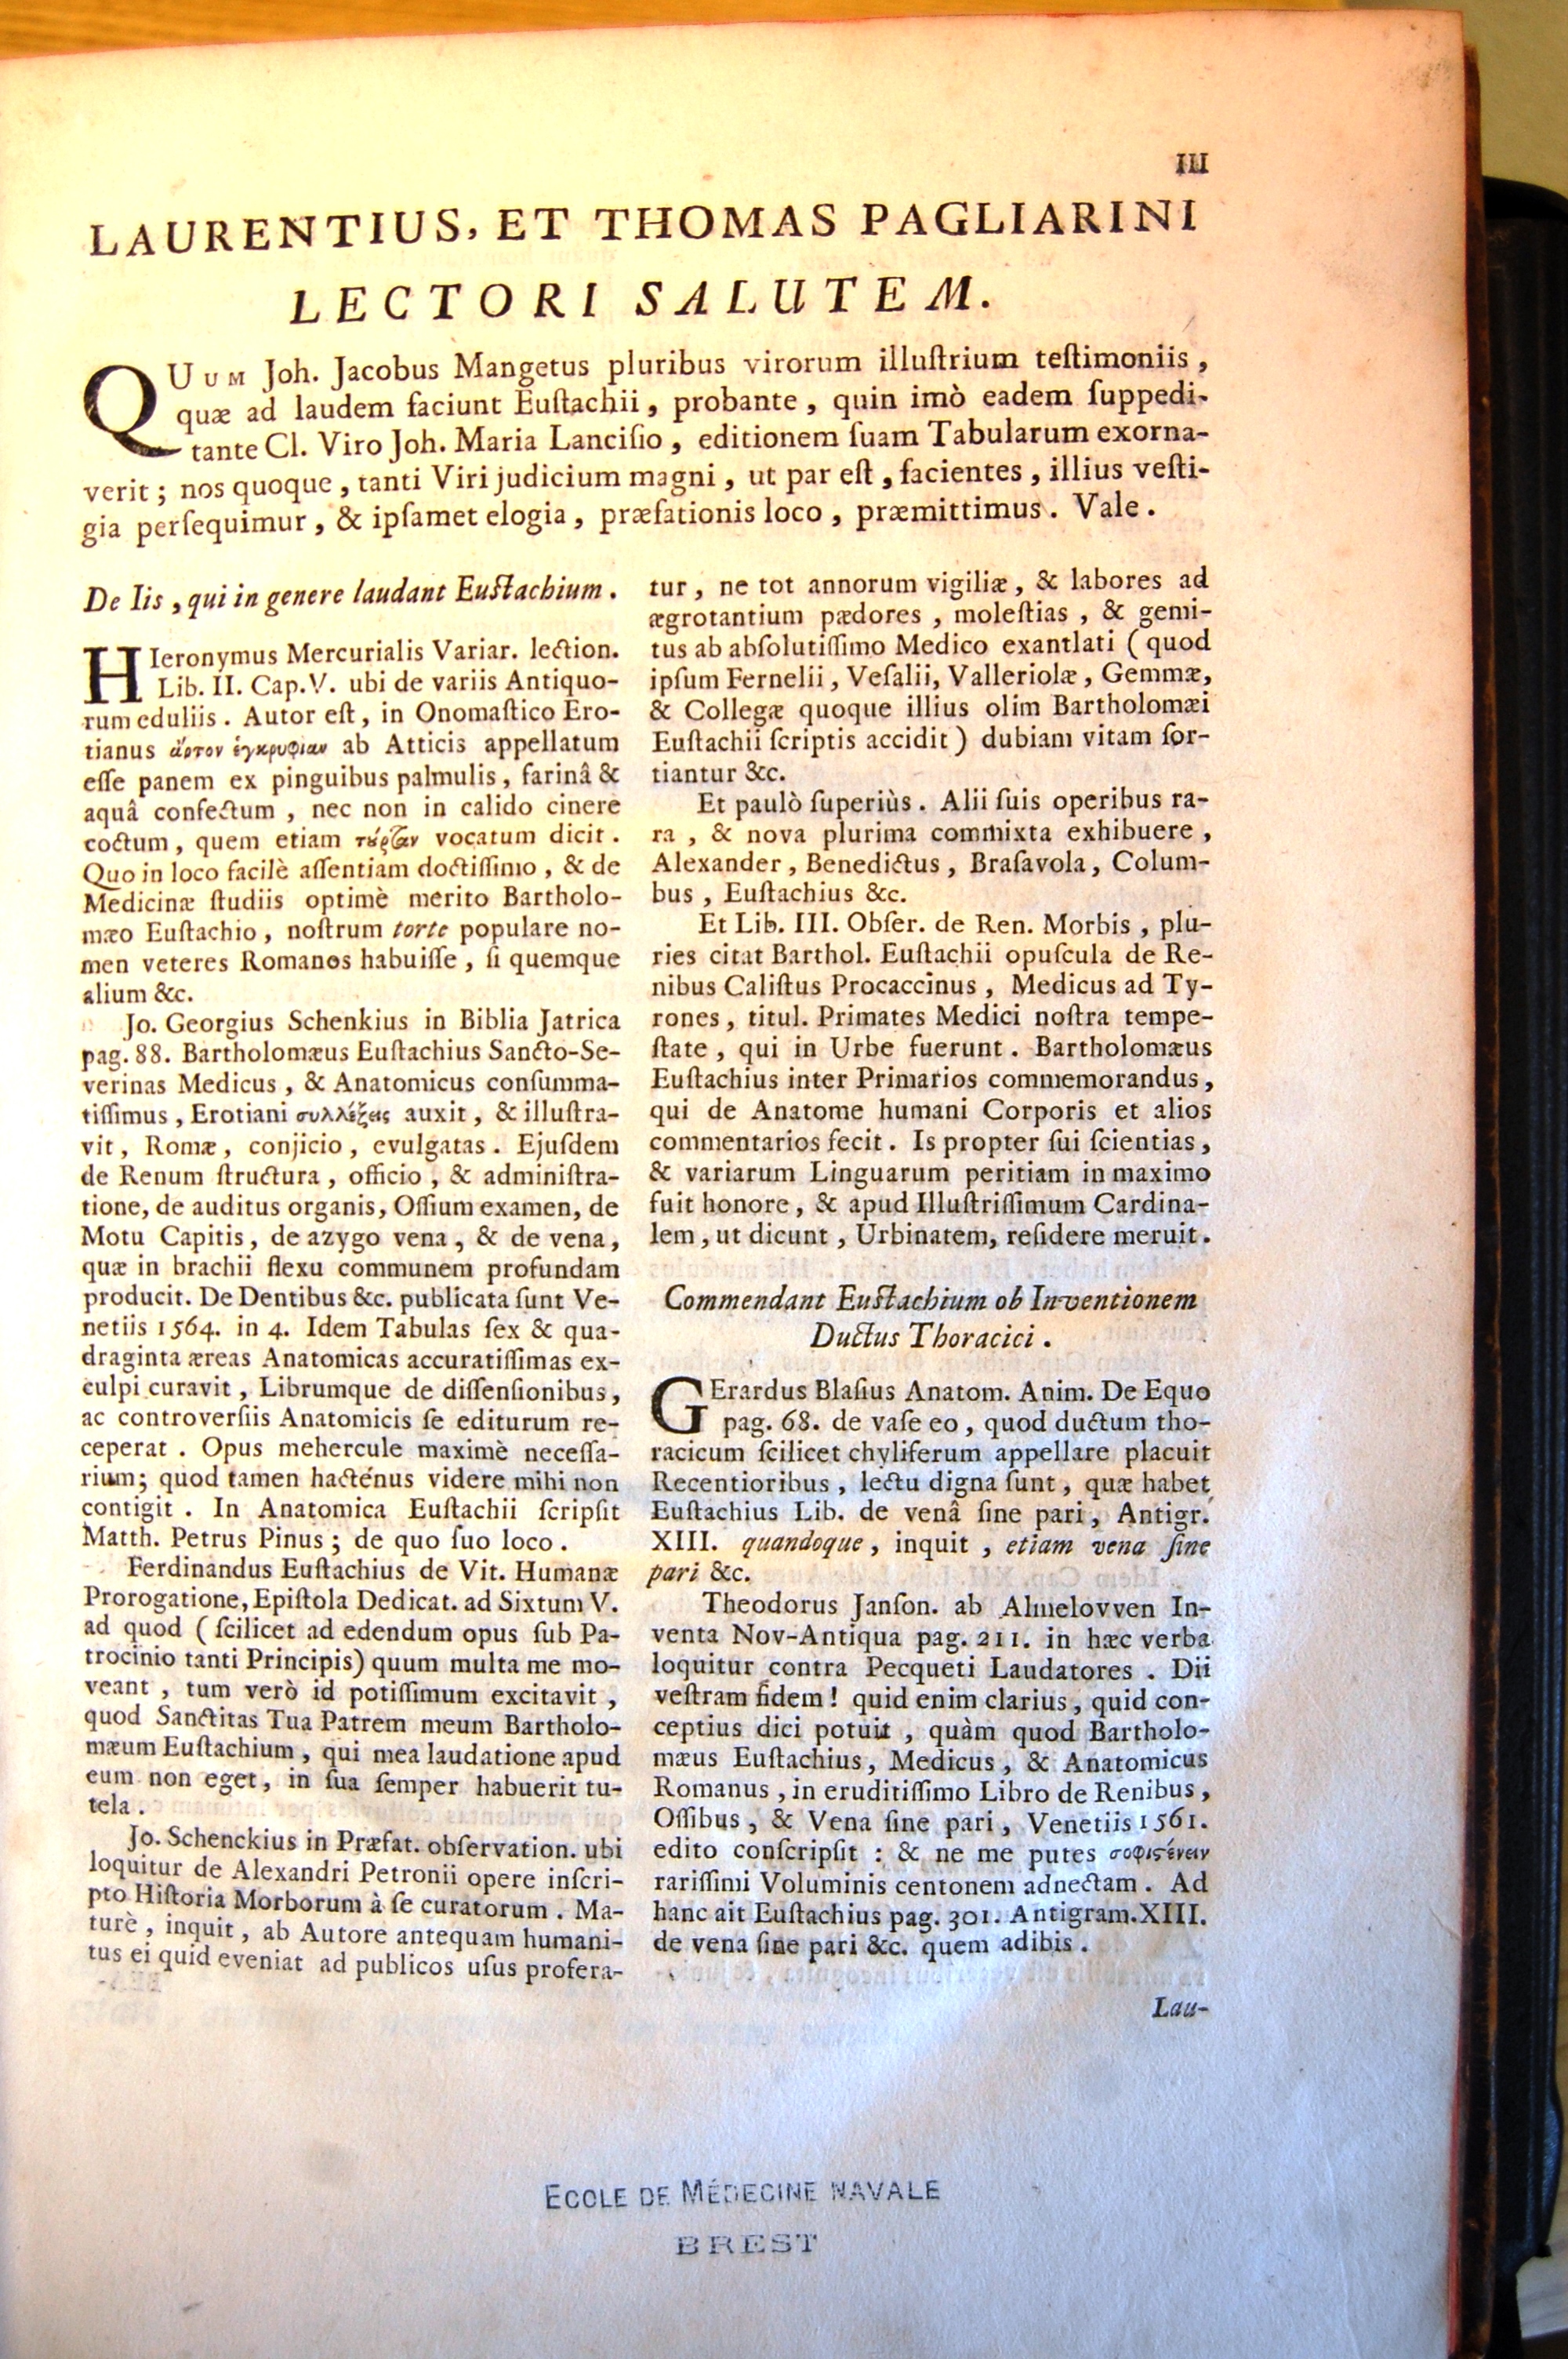 III
LAURENTIUS, ET THOMAS PAGLIARINI
LECTORI SALUTEM.
QUUM Joh. Jacobus Mangetus pluribus virorum illuſtrium teſtimoniis,
quæ ad laudem faciunt Euſtachii, probante, quin imò eadem ſuppedi-
tante Cl. Viro Joh. Maria Lanciſio, editionem ſuam Tabularum exorna-
verit; nos quoque, tanti Viri judicium magni, ut par eſt, facientes, illius veſti-
gia perſequimur, & ipſamet elogia, præfationis loco, præmittimus. Vale.
De Iis, qui in genere laudant Euſtachium.
HIeronymus Mercurialis Variar. lection.
Lib. II. Cap. V. ubi de variis Antiquo-
rum eduliis. Autor eſt, in Onomaſtico Ero-
tianus ἄρτον ἐγκρυφιαν ab Atticis appellatum
eſſe panem ex pinguibus palmulis, farinâ &
aquâ confectum, nec non in calido cinere
coctum, quem etiam vocatum dicit.
Quo in loco facilè aſſentiam doctiſſimo, & de
Medicinæ ſtudiis optimè merito Bartholo-
mæo Euſtachio, noſtrum torte populare no-
men veteres Romanos habuiſſe, ſi quemque
alium &c.
Jo. Georgius Schenkius in Biblia Jatrica
pag. 88. Bartholomæus Euſtachius Sancto-Se-
verinas Medicus, & Anatomicus conſumma-
tiſſimus, Erotiani συλλέξεις auxit, & illuſtra-
vit, Romæ, conjicio, evulgatas. Ejuſdem
de Renum ſtructura, officio, & adminiſtra-
tione, de auditus organis, Oſſium examen, de
Motu Capitis, de azygo vena, & de vena,
quæ in brachii flexu communem profundam
producit. De Dentibus &c. publicata ſunt Ve-
netiis 1564. in 4. Idem Tabulas ſex & qua-
draginta æreas Anatomicas accuratiſſimas ex-
culpi curavit, Librumque de diſſenſionibus,
ac controverſiis Anatomicis ſe editurum re-
ceperat. Opus mehercule maximè neceſſa-
rium; quod tamen hacténus videre mihi non
contigit. In Anatomica Euſtachii ſcripſit
Matth. Petrus Pinus; de quo ſuo loco.
Ferdinandus Euſtachius de Vit. Humanæ
Prorogatione, Epiſtola Dedicat. ad Sixtum V.
ad quod (ſcilicet ad edendum opus ſub Pa-
trocinio tanti Principis) quum multa me mo-
veant, tum verò id potiſſimum excitavit,
quod Sanctitas Tua Patrem meum Bartholo-
mæum Euſtachium, qui mea laudatione apud
eum non eget, in ſua ſemper habuerit tu-
tela.
Jo. Schenckius in Præfat. obſervation. ubi
loquitur de Alexandri Petronii opere inſcri-
pto Hiſtoria Morborum à ſe curatorum. Ma-
turè, inquit, ab Autore antequam humani-
tus ei quid eveniat ad publicos uſus profera-
tur, ne tot annorum vigiliæ, & labores ad
ægrotantium pædores, moleſtias, & gemi-
tus ab abſolutiſſimo Medico exantlati (quod
ipſum Fernelii, Veſalii, Valleriolæ, Gemmæ,
& Collegæ quoque illius olim Bartholomæi
Euſtachii ſcriptis accidit) dubiam vitam ſor-
tiantur &c.
Et paulò ſuperiùs. Alii ſuis operibus ra-
ra, & nova plurima commixta exhibuere,
Alexander, Benedictus, Braſavola, Colum-
bus, Euſtachius &c.
Et Lib. III. Obſer. de Ren. Morbis, plu-
ries citat Barthol. Euſtachii opuſcula de Re-
nibus Caliſtus Procaccinus, Medicus ad Ty-
rones, titul. Primates Medici noſtra tempe-
ſtate, qui in Urbe fuerunt. Bartholomæus
Euſtachius inter Primarios commemorandus,
qui de Anatome humani Corporis et alios
commentarios fecit. Is propter ſui ſcientias,
& variarum Linguarum peritiam in maximo
fuit honore, & apud Illuſtriſſimum Cardina-
lem, ut dicunt, Urbinatem, reſidere meruit.
Commendant Euſtachium ob Inventionem
Ductus Thoracici.
GErardus Blaſius Anatom. Anim. De Equo
pag. 68. de vaſe eo, quod ductum tho-
racicum ſcilicet chyliferum appellare placuit
Recentioribus, lectu digna ſunt, quæ habet
Euſtachius Lib. de venâ ſine pari, Antigr.
XIII. quandoque, inquit, etiam vena ſine
pari &c.
Theodorus Janſon. ab Almelovven In-
venta Nov-Antiqua pag. 211. in hæc verba
loquitur contra Pecqueti Laudatores. Dii
veſtram fidem! quid enim clarius, quid con-
ceptius dici potuit, quàm quod Bartholo-
mæus Euſtachius, Medicus, & Anatomicus
Romanus, in eruditiſſimo Libro de Renibus,
Oſſibus, & Vena ſine pari, Venetiis 1561.
edito conſcripſit: & ne me putes σοφιςένειν
rariſſimi Voluminis centonem adnectam. Ad
hanc ait Euſtachius pag. 301. Antigram. XIII.
de vena ſine pari &c. quem adibis.
Lau-
ECOLE DE MÉDECINE NAVALE
BREST